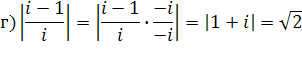 г) |(i − 1)/i| = |(i − 1)/i · (−i)/(−i)| = |1 + i| = √2